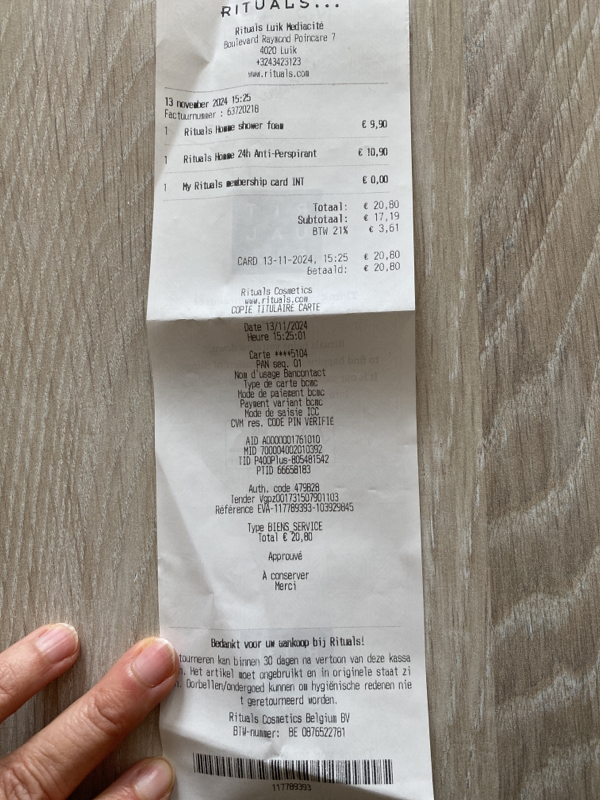 RITUALS...
Rituals Luik Mediacité
Boulevard Raymond Poincare 7
4020 Luik
+3243423123
www.rituals.com
13 november 2024 15:25
Factuurnummer : 63720218
1 Rituals Homme shower foam € 9,90
1 Rituals Homme 24h Anti-Perspirant € 10,90
1 My Rituals membership card INT € 0,00
Totaal: € 20,80
Subtotaal: € 17,19
BTW 21% € 3,61
CARD 13-11-2024, 15:25 € 20,80
Betaald: € 20,80
Rituals Cosmetics
www.rituals.com
COPIE TITULAIRE CARTE
Date 13/11/2024
Heure 15:25:01
Carte ****5104
PAN seq. 01
Nom d'usage Bancontact
Type de carte bcmc
Mode de paiement bcmc
Payment variant bcmc
Mode de saisie ICC
CVM res. CODE PIN VERIFIE
AID A0000001761010
MID 700004002010392
TID P400Plus-805481542
PTID 66658183
Auth. code 479828
Tender Vgpz001731507901103
Référence EVA-117789393-103929845
Type BIENS_SERVICE
Total € 20,80
Approuvé
À conserver
Merci
Bedankt voor uw aankoop bij Rituals!
tourneren kan binnen 30 dagen na vertoon van deze kassa
n. Het artikel moet ongebruikt en in originele staat zi
n. Oorbellen/ondergoed kunnen om hygiënische redenen nie
t geretourneerd worden.
Rituals Cosmetics Belgium BV
BTW-nummer: BE 0876522781
117789393